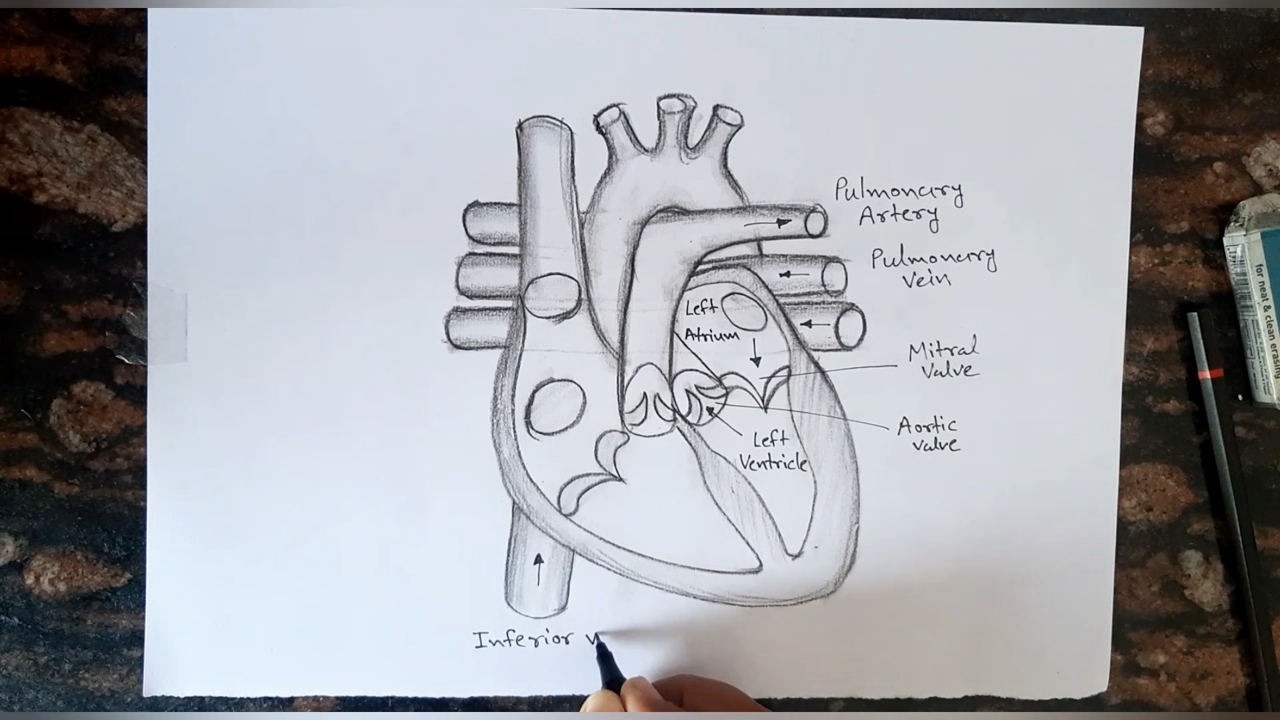 Pulmonary
Artery
Pulmonary
vein
Left
Atrium
Mitral
valve
Aortic
valve
Left
Ventricle
Inferior v
for neat & clean erasing